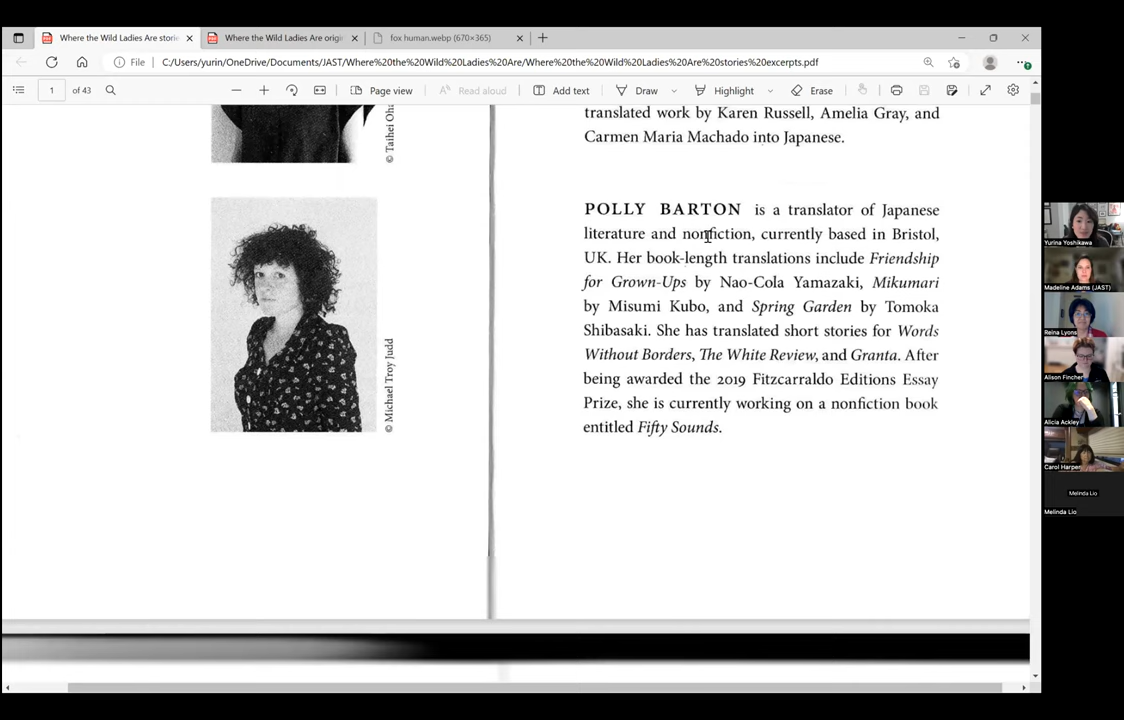 Where the Wild Ladies Are storie
Where the Wild Ladies Are origi
fox human.webp (670×365)
File
C:/Users/yurin/OneDrive/Documents/JAST/Where%20the%20Wild%20Ladies%20Are/Where%20the%20Wild%20Ladies%20Are%20stories%20excerpts.pdf
1 of 43
Page view
Read aloud
Add text
Draw
Highlight
Erase
© Taihei Oha
translated work by Karen Russell, Amelia Gray, and
Carmen Maria Machado into Japanese.
© Michael Troy Judd
POLLY BARTON is a translator of Japanese
literature and nonfiction, currently based in Bristol,
UK. Her book-length translations include Friendship
for Grown-Ups by Nao-Cola Yamazaki, Mikumari
by Misumi Kubo, and Spring Garden by Tomoka
Shibasaki. She has translated short stories for Words
Without Borders, The White Review, and Granta. After
being awarded the 2019 Fitzcarraldo Editions Essay
Prize, she is currently working on a nonfiction book
entitled Fifty Sounds.
Yurina Yoshikawa
Madeline Adams (JAST)
Reina Lyons
Alison Fincher
Alicia Ackley
Carol Harper
Melinda Lio
Melinda Lio